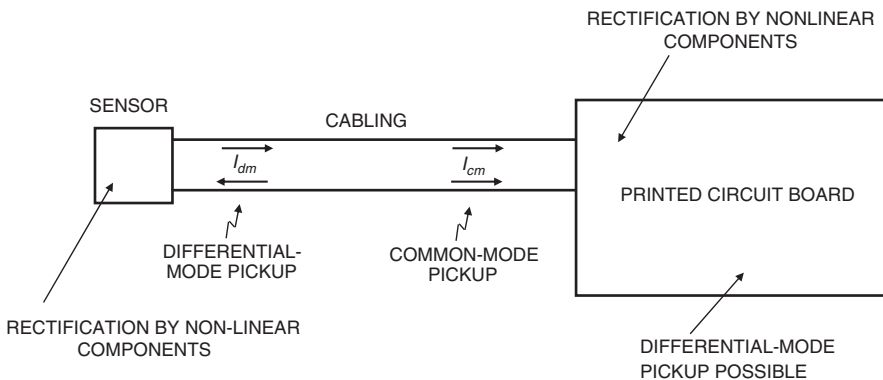 RECTIFICATION BY NONLINEAR
COMPONENTS
SENSOR
CABLING
I_dm
I_cm
PRINTED CIRCUIT BOARD
DIFFERENTIAL-
MODE PICKUP
COMMON-MODE
PICKUP
RECTIFICATION BY NON-LINEAR
COMPONENTS
DIFFERENTIAL-MODE
PICKUP POSSIBLE